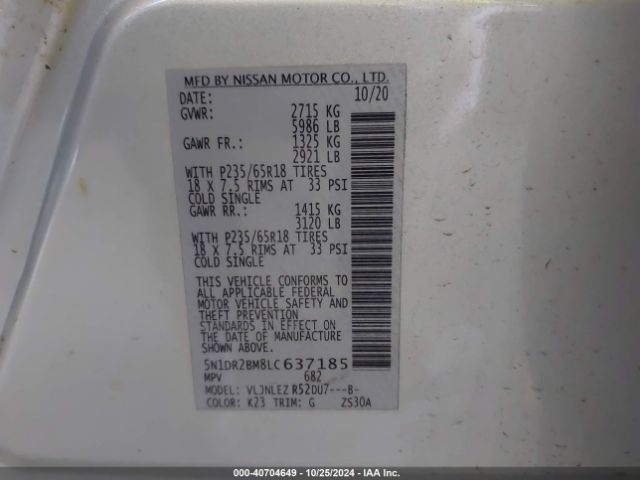 MFD BY NISSAN MOTOR CO., LTD.
DATE: 10/20
GVWR: 2715 KG
5986 LB
GAWR FR.: 1325 KG
2921 LB
WITH P235/65R18 TIRES
18 X 7.5 RIMS AT 33 PSI
COLD SINGLE
GAWR RR.: 1415 KG
3120 LB
WITH P235/65R18 TIRES
18 X 7.5 RIMS AT 33 PSI
COLD SINGLE
THIS VEHICLE CONFORMS TO
ALL APPLICABLE FEDERAL
MOTOR VEHICLE SAFETY AND
THEFT PREVENTION
STANDARDS IN EFFECT ON
THE DATE OF MANUFACTURE
SHOWN ABOVE.
5N1DR2BM8LC637185
MPV 682
MODEL: VLJNLEZ R52DU7---B-
COLOR: K23 TRIM: G ZS30A
000-40704649 - 10/25/2024 - IAA Inc.